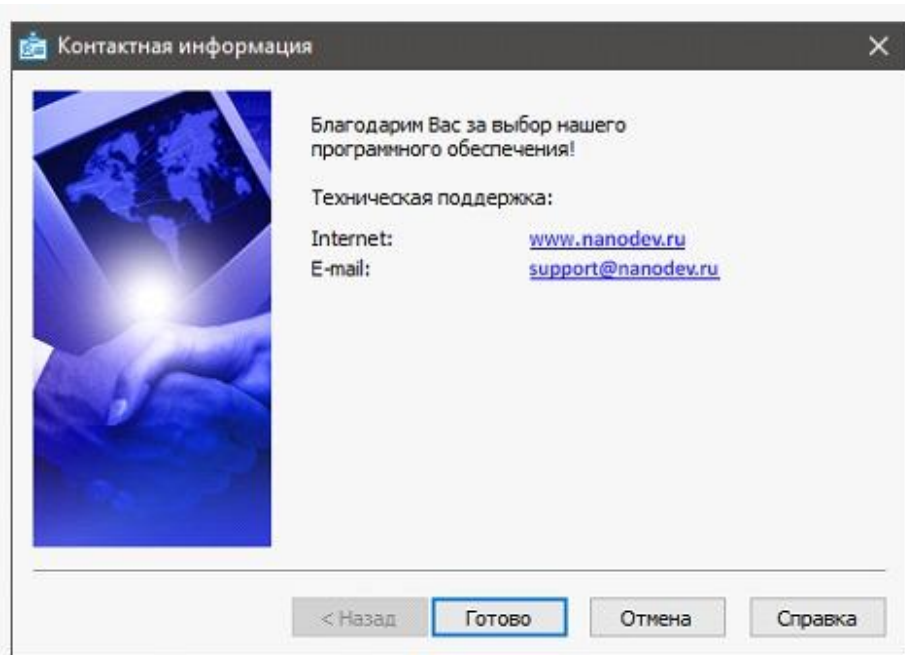 Контактная информация
Благодарим Вас за выбор нашего
программного обеспечения!
Техническая поддержка:
Internet: www.nanodev.ru
E-mail: support@nanodev.ru
< Назад Готово Отмена Справка